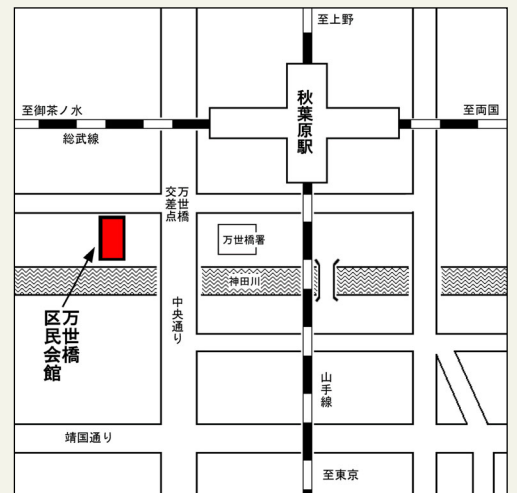 至上野
秋葉原駅
至御茶ノ水
至両国
総武線
万世橋
交差点
万世橋署
神田川
中央通り
万世橋
区民会館
山手線
靖国通り
至東京